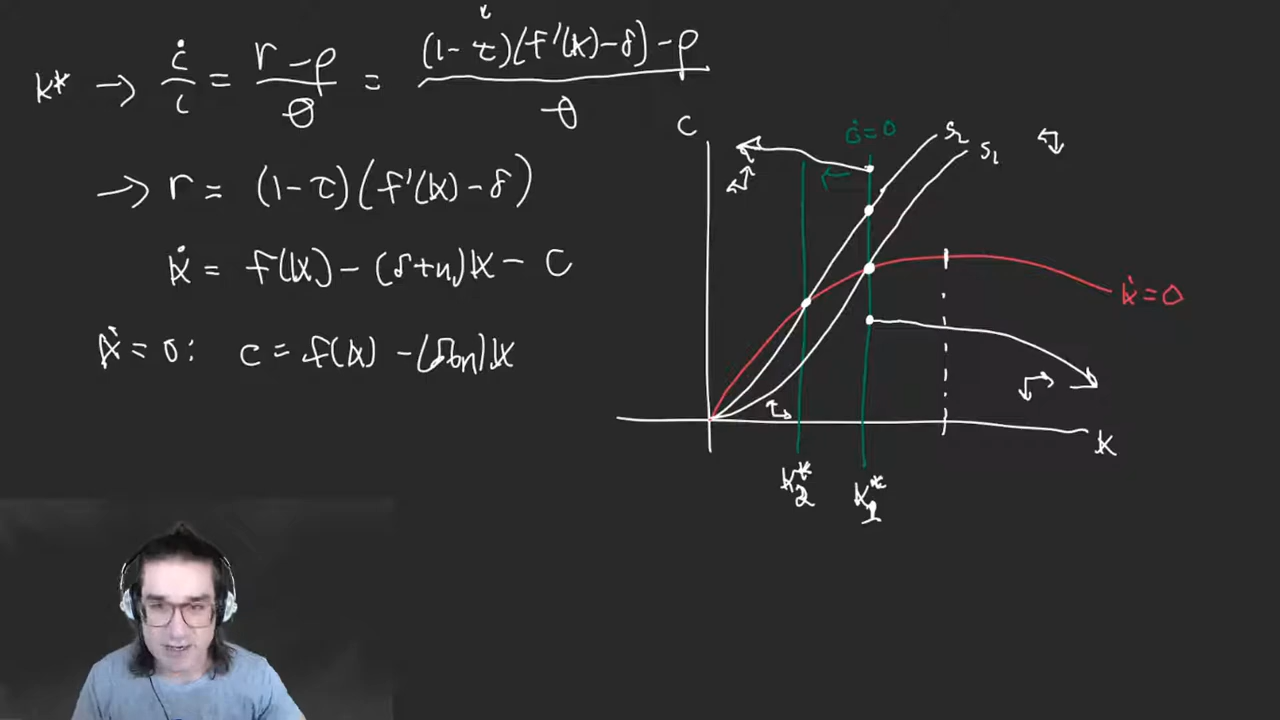 k* → ċ/c = (r − ρ)/θ = ((1−τ)(f'(k)−δ) − ρ)/θ
→ r = (1−τ)(f'(k)−δ)
k̇ = f(k) − (δ+n)k − c
k̇ = 0: c = f(k) − (δ+n)k
c
ċ=0
S₂
S₁
k̇=0
k
k₂*
k₁*